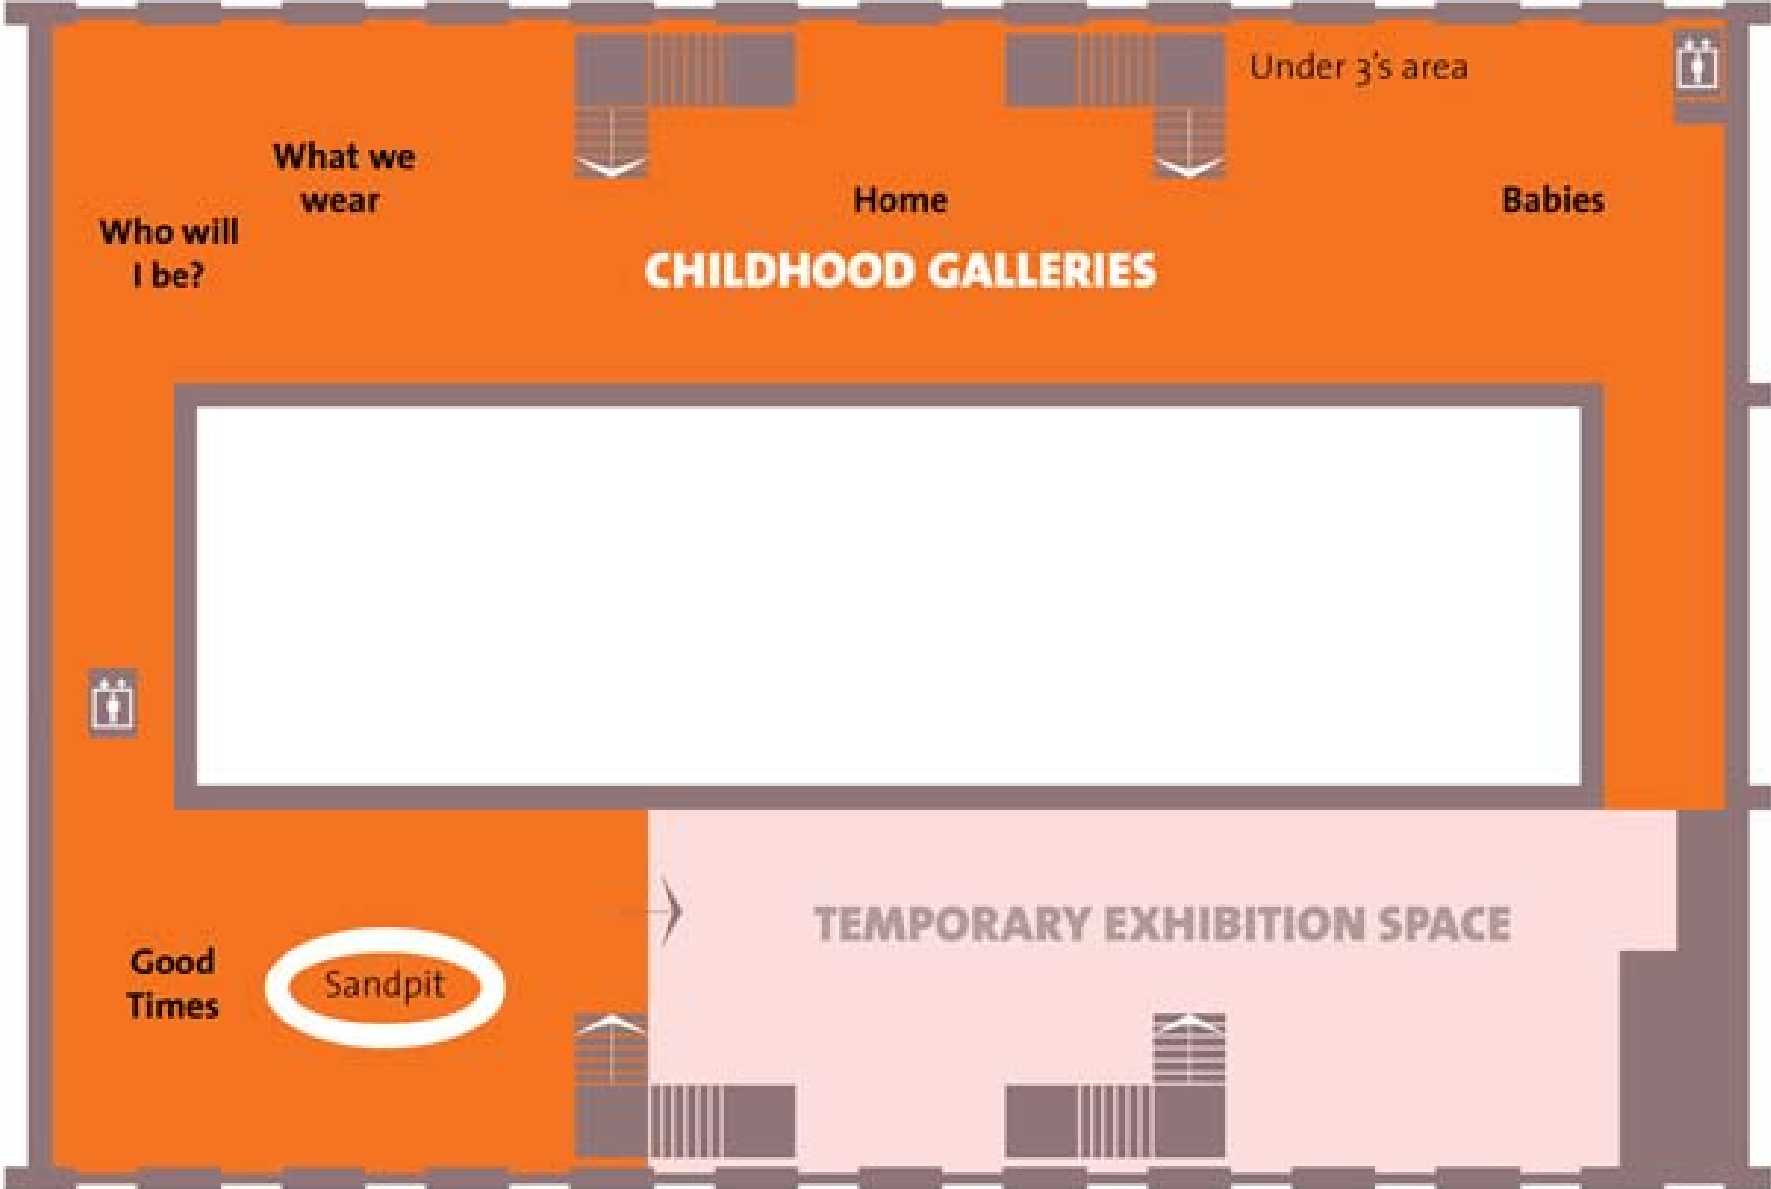 Under 3's area
What we
wear
Home
Babies
Who will
I be?
CHILDHOOD GALLERIES
TEMPORARY EXHIBITION SPACE
Good
Times
Sandpit